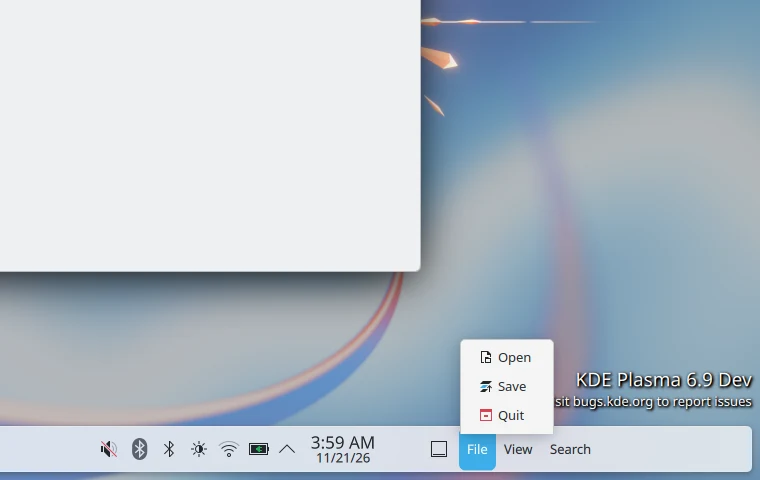 Open
Save
Quit
KDE Plasma 6.9 Dev
bugs.kde.org to report issues
3:59 AM
11/21/26
File
View
Search